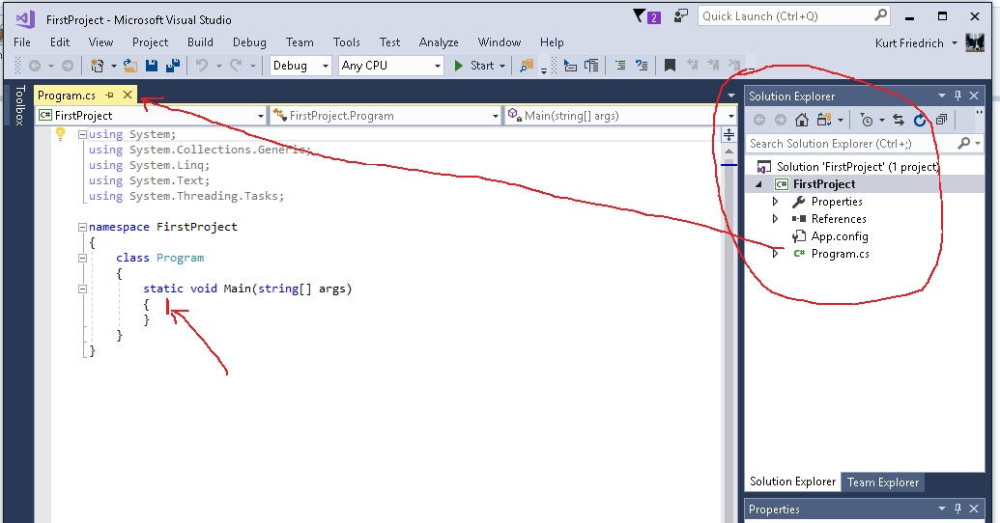 FirstProject - Microsoft Visual Studio
2
Quick Launch (Ctrl+Q)
File Edit View Project Build Debug Team Tools Test Analyze Window Help
Kurt Friedrich
Debug Any CPU Start
Toolbox
Program.cs
C# FirstProject FirstProject.Program Main(string[] args)
using System;
using System.Collections.Generic;
using System.Linq;
using System.Text;
using System.Threading.Tasks;
namespace FirstProject
{
class Program
{
static void Main(string[] args)
{
}
}
}
Solution Explorer
Search Solution Explorer (Ctrl+;)
Solution 'FirstProject' (1 project)
C# FirstProject
Properties
References
App.config
C# Program.cs
Solution Explorer Team Explorer
Properties